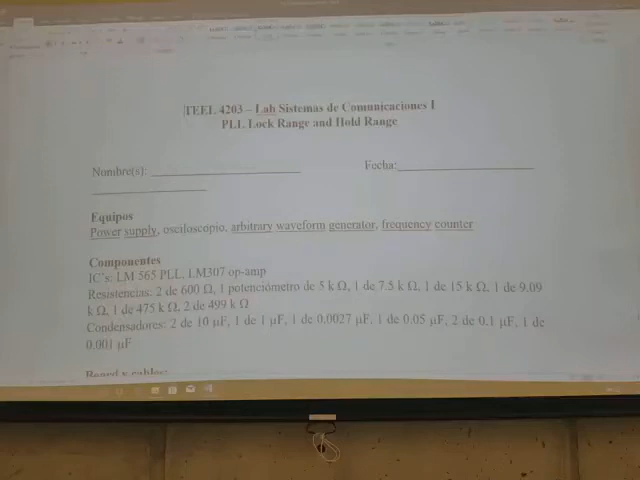 TEEL 4203 – Lab Sistemas de Comunicaciones I
PLL Lock Range and Hold Range
Nombre(s): Fecha:
Equipos
Power supply, osciloscopio, arbitrary waveform generator, frequency counter
Componentes
IC's: LM 565 PLL, LM307 op-amp
Resistencias: 2 de 600 Ω, 1 potenciómetro de 5 k Ω, 1 de 7.5 k Ω, 1 de 15 k Ω, 1 de 9.09
k Ω, 1 de 475 k Ω, 2 de 499 k Ω
Condensadores: 2 de 10 µF, 1 de 1 µF, 1 de 0.0027 µF, 1 de 0.05 µF, 2 de 0.1 µF, 1 de
0.001 µF
Board y cables: